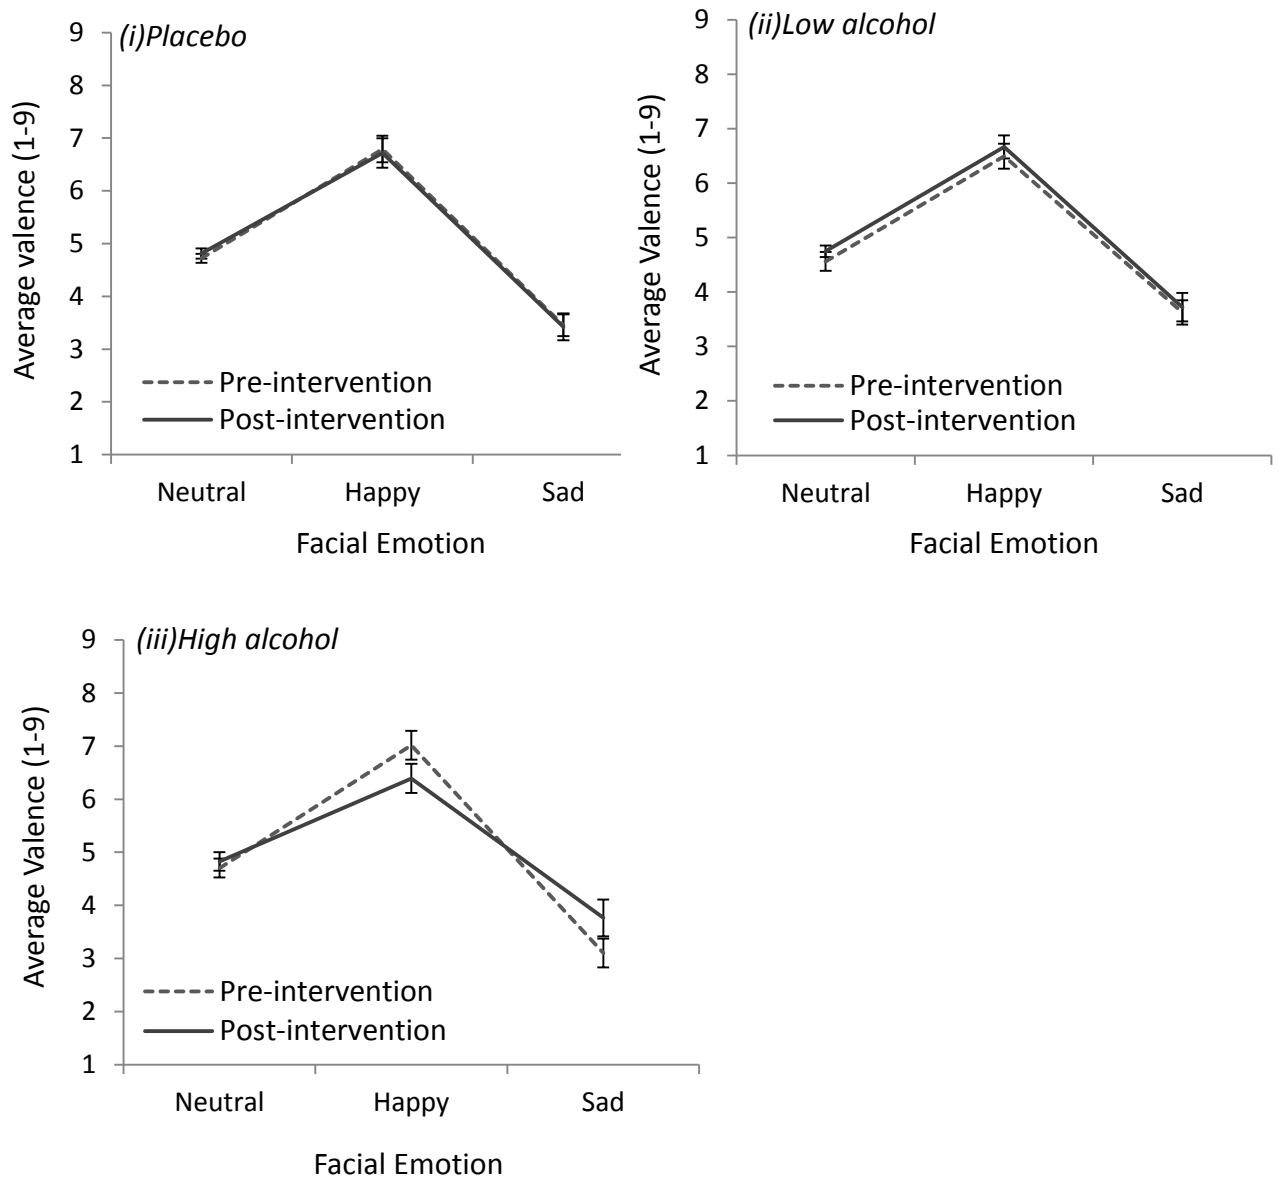 (i)Placebo
Average valence (1-9)
9
8
7
6
5
4
3
2
1
Pre-intervention
Post-intervention
Neutral Happy Sad
Facial Emotion
(ii)Low alcohol
Average Valence (1-9)
9
8
7
6
5
4
3
2
1
Pre-intervention
Post-intervention
Neutral Happy Sad
Facial Emotion
(iii)High alcohol
Average Valence (1-9)
9
8
7
6
5
4
3
2
1
Pre-intervention
Post-intervention
Neutral Happy Sad
Facial Emotion